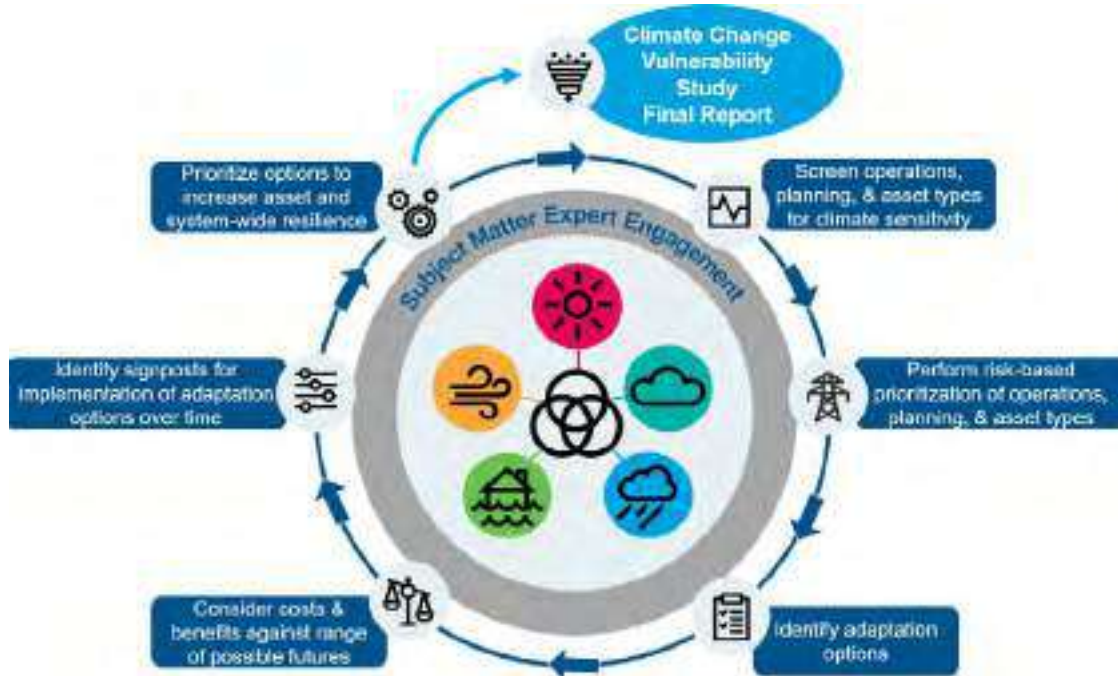 Climate Change
Vulnerability
Study
Final Report
Prioritize options to
increase asset and
system-wide resilience
Screen operations,
planning, & asset types
for climate sensitivity
Subject Matter Expert Engagement
Identify signposts for
implementation of adaptation
options over time
Perform risk-based
prioritization of operations,
planning, & asset types
Consider costs &
benefits against range
of possible futures
Identify adaptation
options